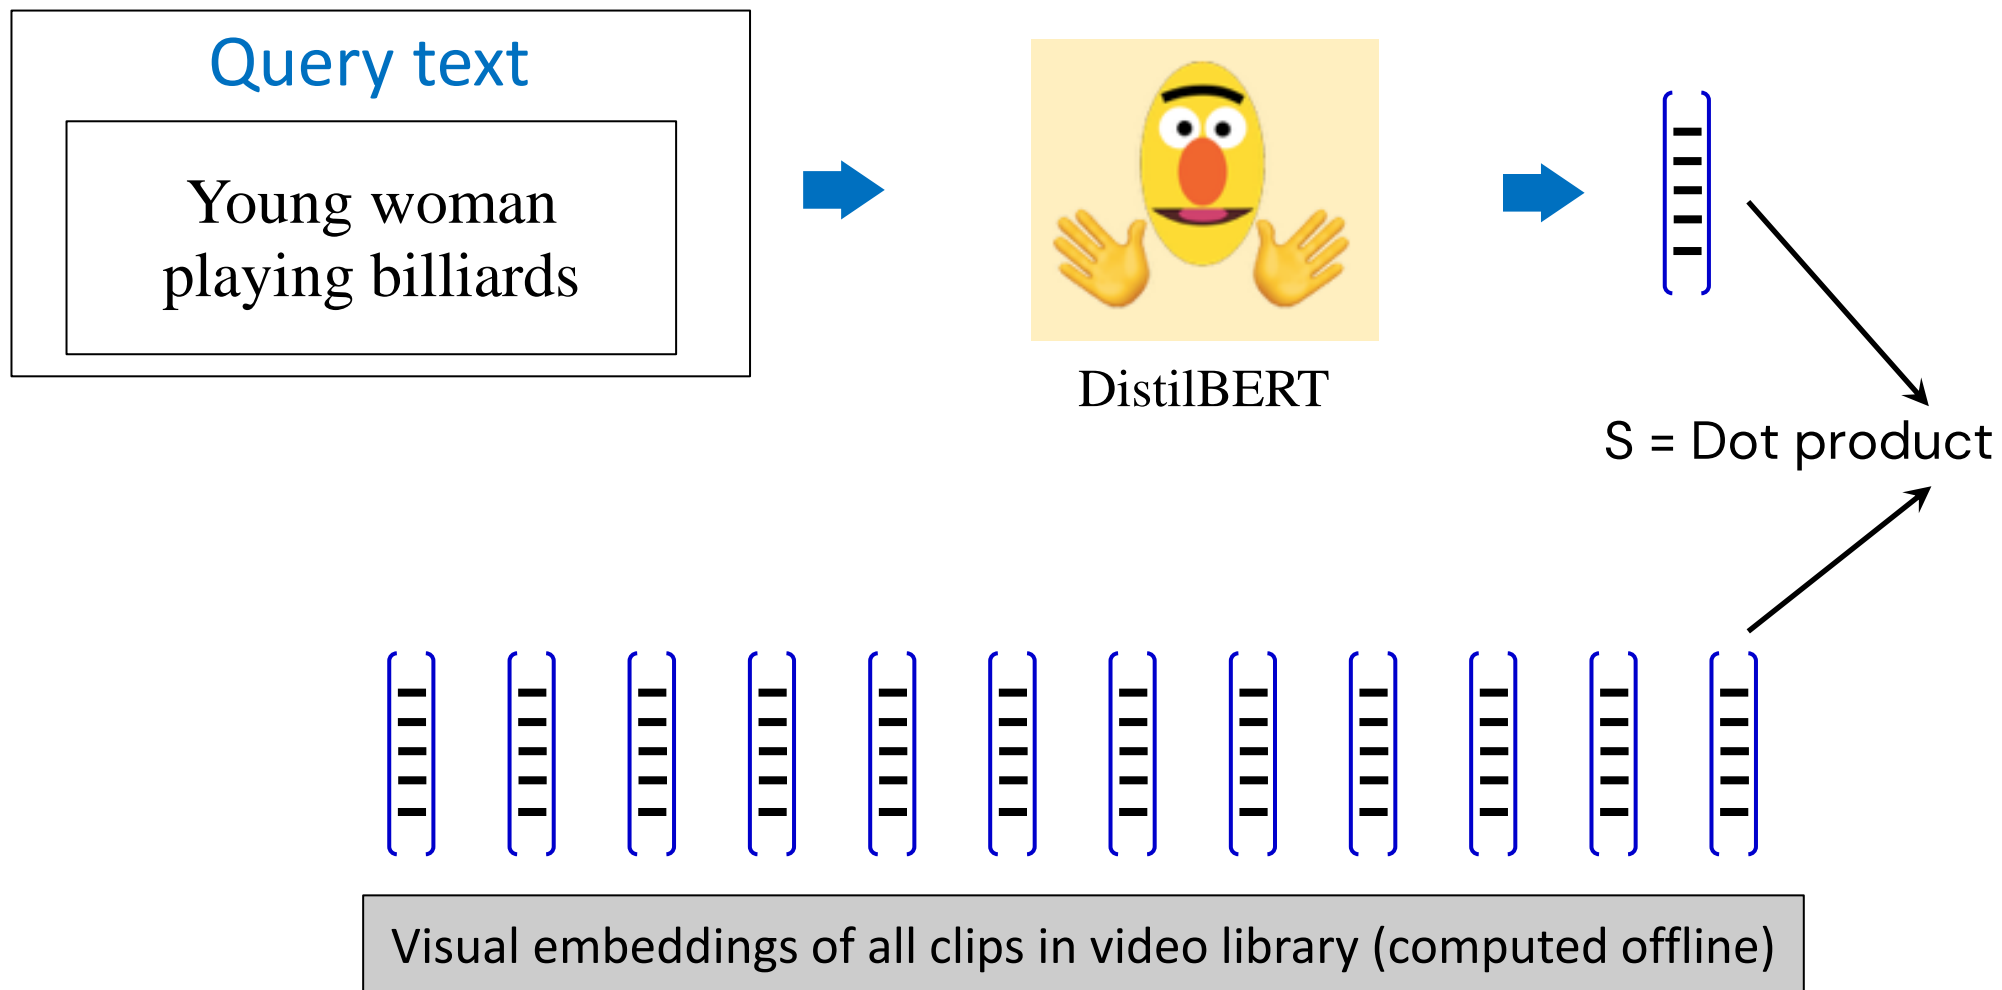 Query text
Young woman
playing billiards
DistilBERT
S = Dot product
Visual embeddings of all clips in video library (computed offline)